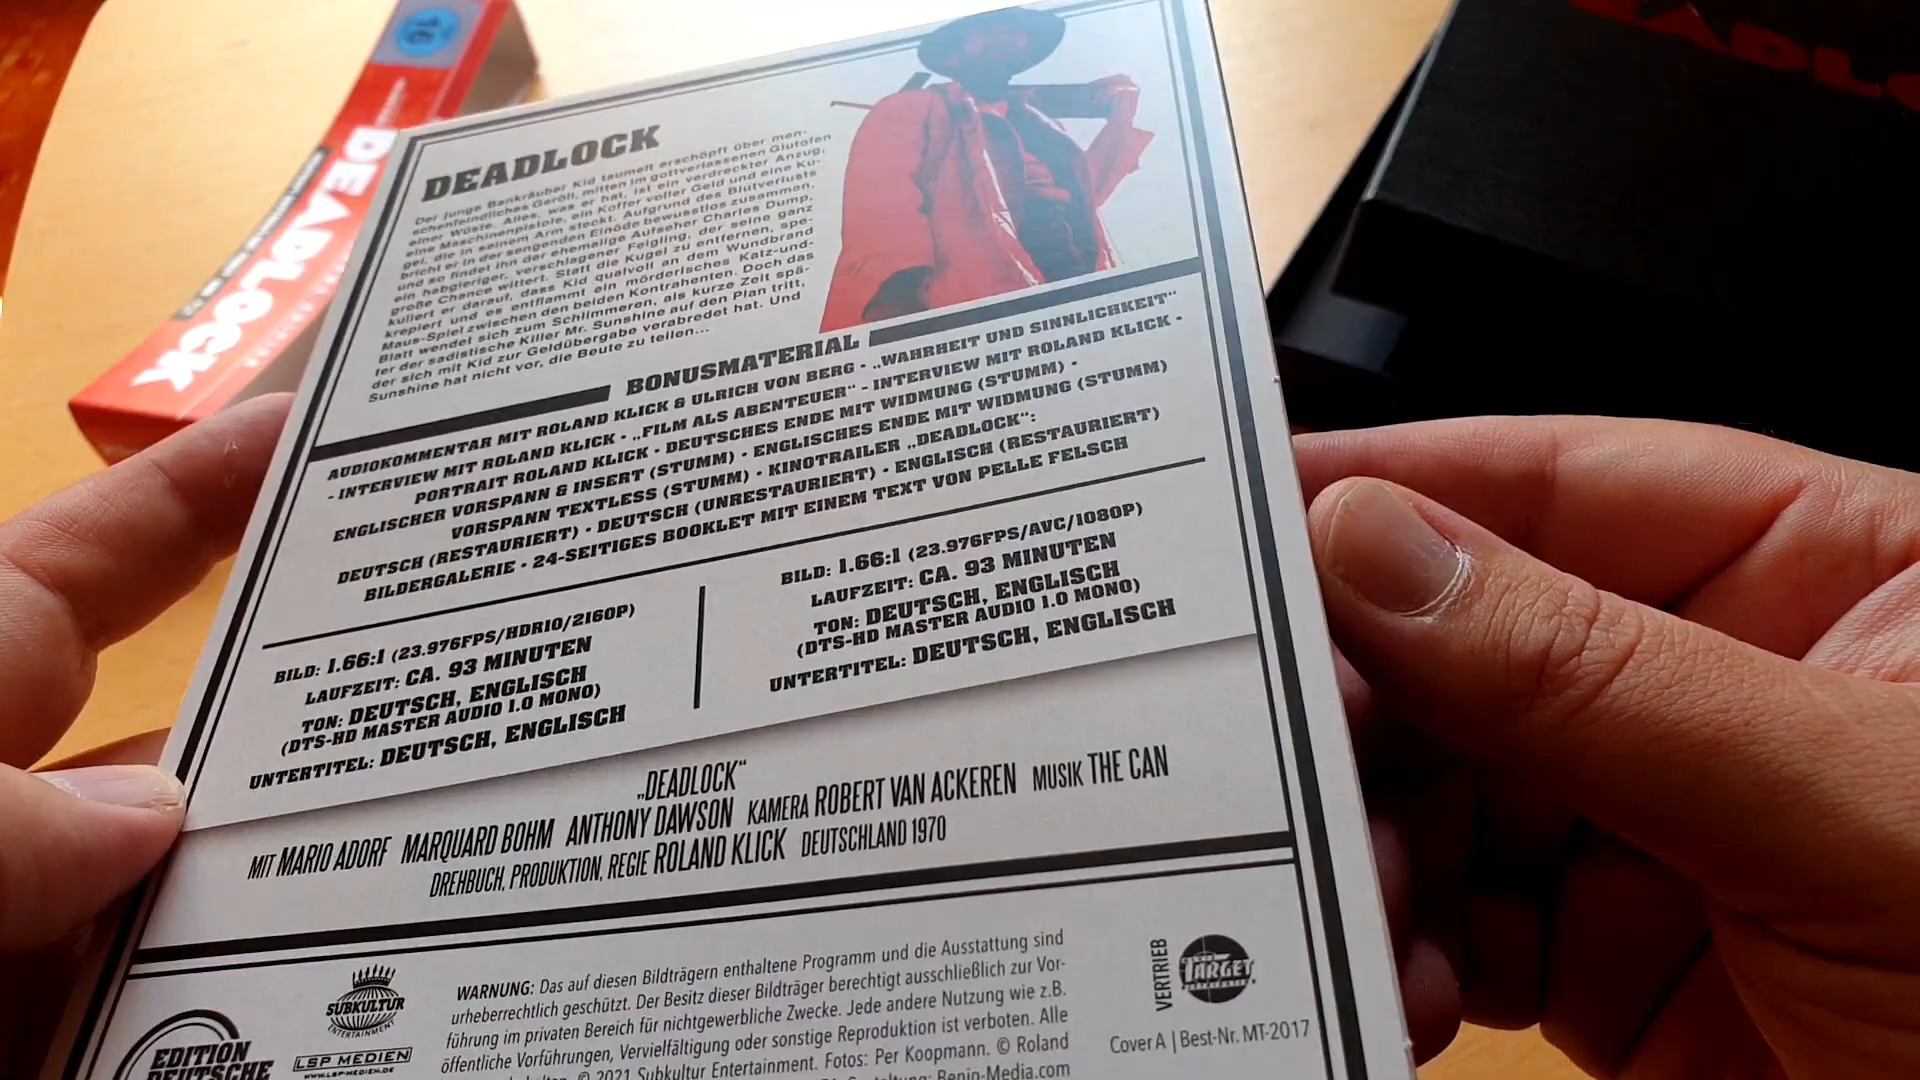 16
DEADLOCK
DEADLOCK
Der junge Bankräuber Kid taumelt erschöpft über men-
schenfeindliches Geröll, mitten im gottverlassenen Glutofen
einer Wüste. Alles, was er hat, ist ein verdreckter Anzug,
eine Maschinenpistole, ein Koffer voller Geld und eine Ku-
gel, die in seinem Arm steckt. Aufgrund des Blutverlusts
bricht er in der sengenden Einöde bewusstlos zusammen,
und so findet ihn der ehemalige Aufseher Charles Dump,
ein habgieriger, verschlagener Feigling, der seine ganz
große Chance wittert. Statt die Kugel zu entfernen, spe-
kuliert er darauf, dass Kid qualvoll an dem Wundbrand
krepiert und es entflammt ein mörderisches Katz-und-
Maus-Spiel zwischen den beiden Kontrahenten. Doch das
Blatt wendet sich zum Schlimmeren, als kurze Zeit spä-
ter der sadistische Killer Mr. Sunshine auf den Plan tritt,
der sich mit Kid zur Geldübergabe verabredet hat. Und
Sunshine hat nicht vor, die Beute zu teilen...
BONUSMATERIAL
AUDIOKOMMENTAR MIT ROLAND KLICK & ULRICH VON BERG · „WAHRHEIT UND SINNLICHKEIT“
- INTERVIEW MIT ROLAND KLICK · „FILM ALS ABENTEUER“ - INTERVIEW MIT ROLAND KLICK ·
PORTRAIT ROLAND KLICK · DEUTSCHES ENDE MIT WIDMUNG (STUMM) ·
ENGLISCHER VORSPANN & INSERT (STUMM) · ENGLISCHES ENDE MIT WIDMUNG (STUMM)
VORSPANN TEXTLESS (STUMM) · KINOTRAILER „DEADLOCK“:
DEUTSCH (RESTAURIERT) · DEUTSCH (UNRESTAURIERT) · ENGLISCH (RESTAURIERT)
BILDERGALERIE · 24-SEITIGES BOOKLET MIT EINEM TEXT VON PELLE FELSCH
BILD: 1.66:1 (23.976FPS/HDR10/2160P)
LAUFZEIT: CA. 93 MINUTEN
TON: DEUTSCH, ENGLISCH
(DTS-HD MASTER AUDIO 1.0 MONO)
UNTERTITEL: DEUTSCH, ENGLISCH
BILD: 1.66:1 (23.976FPS/AVC/1080P)
LAUFZEIT: CA. 93 MINUTEN
TON: DEUTSCH, ENGLISCH
(DTS-HD MASTER AUDIO 1.0 MONO)
UNTERTITEL: DEUTSCH, ENGLISCH
„DEADLOCK“
MIT MARIO ADORF MARQUARD BOHM ANTHONY DAWSON KAMERA ROBERT VAN ACKEREN MUSIK THE CAN
DREHBUCH, PRODUKTION, REGIE ROLAND KLICK DEUTSCHLAND 1970
EDITION
DEUTSCHE
SUBKULTUR
ENTERTAINMENT
LSP MEDIEN
WWW.LSP-MEDIEN.DE
WARNUNG: Das auf diesen Bildträgern enthaltene Programm und die Ausstattung sind
urheberrechtlich geschützt. Der Besitz dieser Bildträger berechtigt ausschließlich zur Vor-
führung im privaten Bereich für nichtgewerbliche Zwecke. Jede andere Nutzung wie z.B.
öffentliche Vorführungen, Vervielfältigung oder sonstige Reproduktion ist verboten. Alle
© 2021 Subkultur Entertainment. Fotos: Per Koopmann. © Roland
Benjo-Media.com
VERTRIEB
TARGET
Cover A | Best-Nr. MT-2017